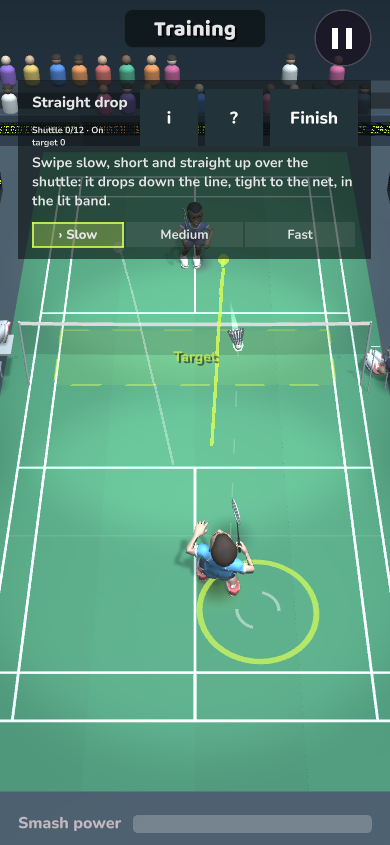 Training
Straight drop
Shuttle 0/12 · On
target 0
i
?
Finish
Swipe slow, short and straight up over the
shuttle: it drops down the line, tight to the net, in
the lit band.
› Slow
Medium
Fast
Target
Smash power